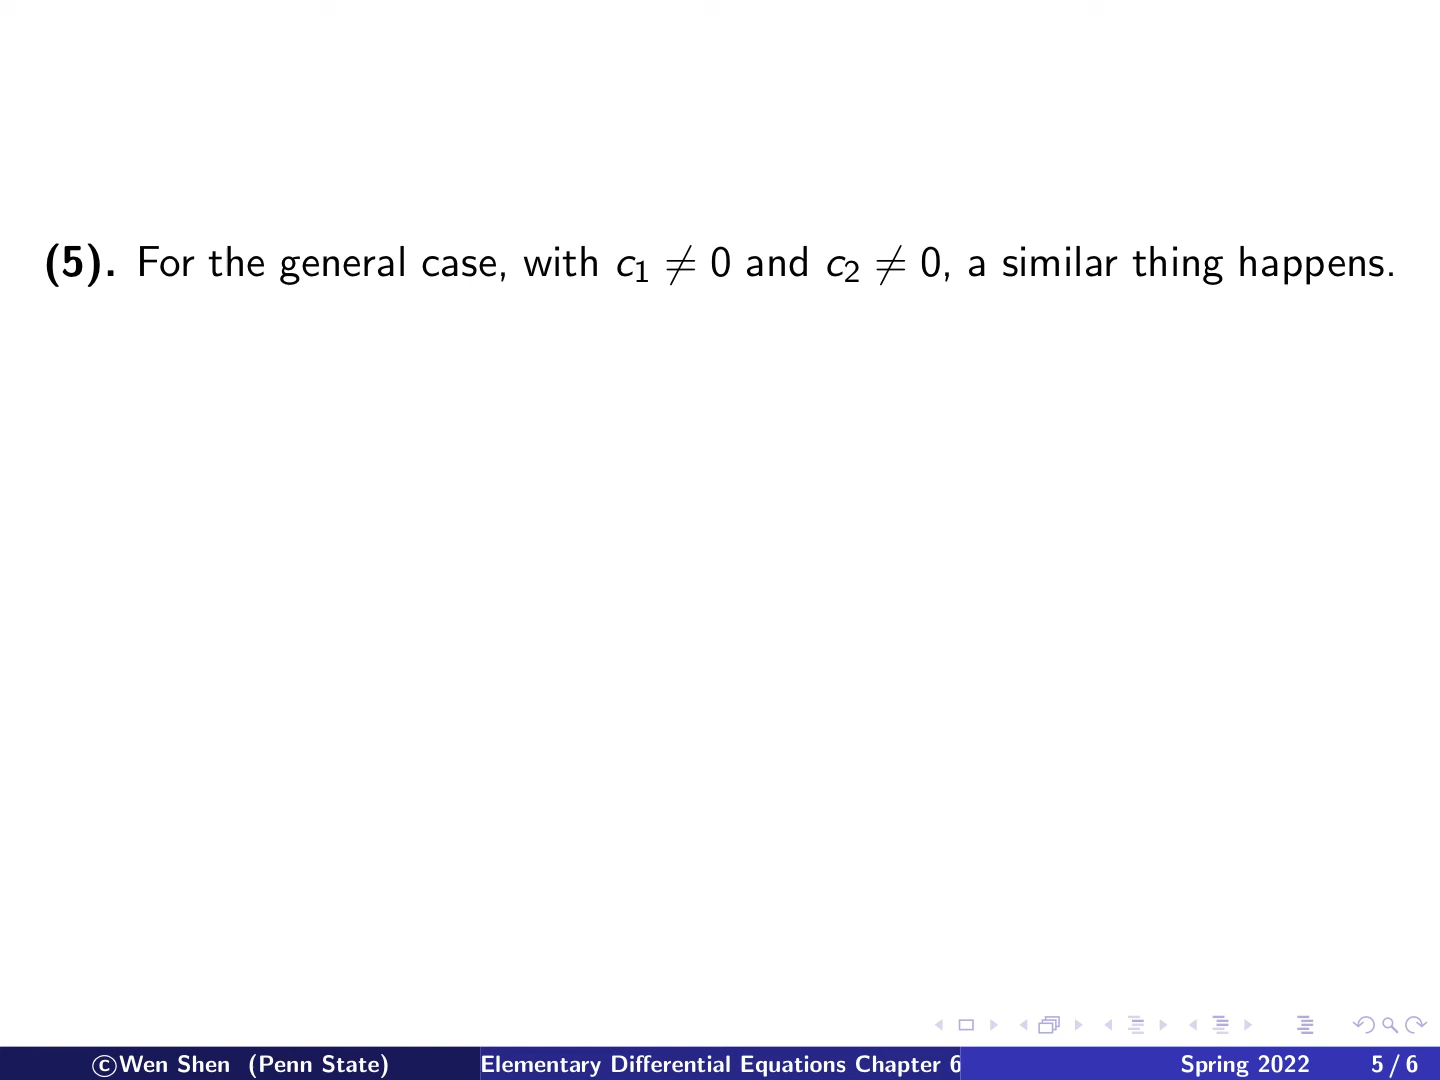 (5). For the general case, with c₁ ≠ 0 and c₂ ≠ 0, a similar thing happens.
©Wen Shen (Penn State) Elementary Differential Equations Chapter 6 Spring 2022 5 / 6